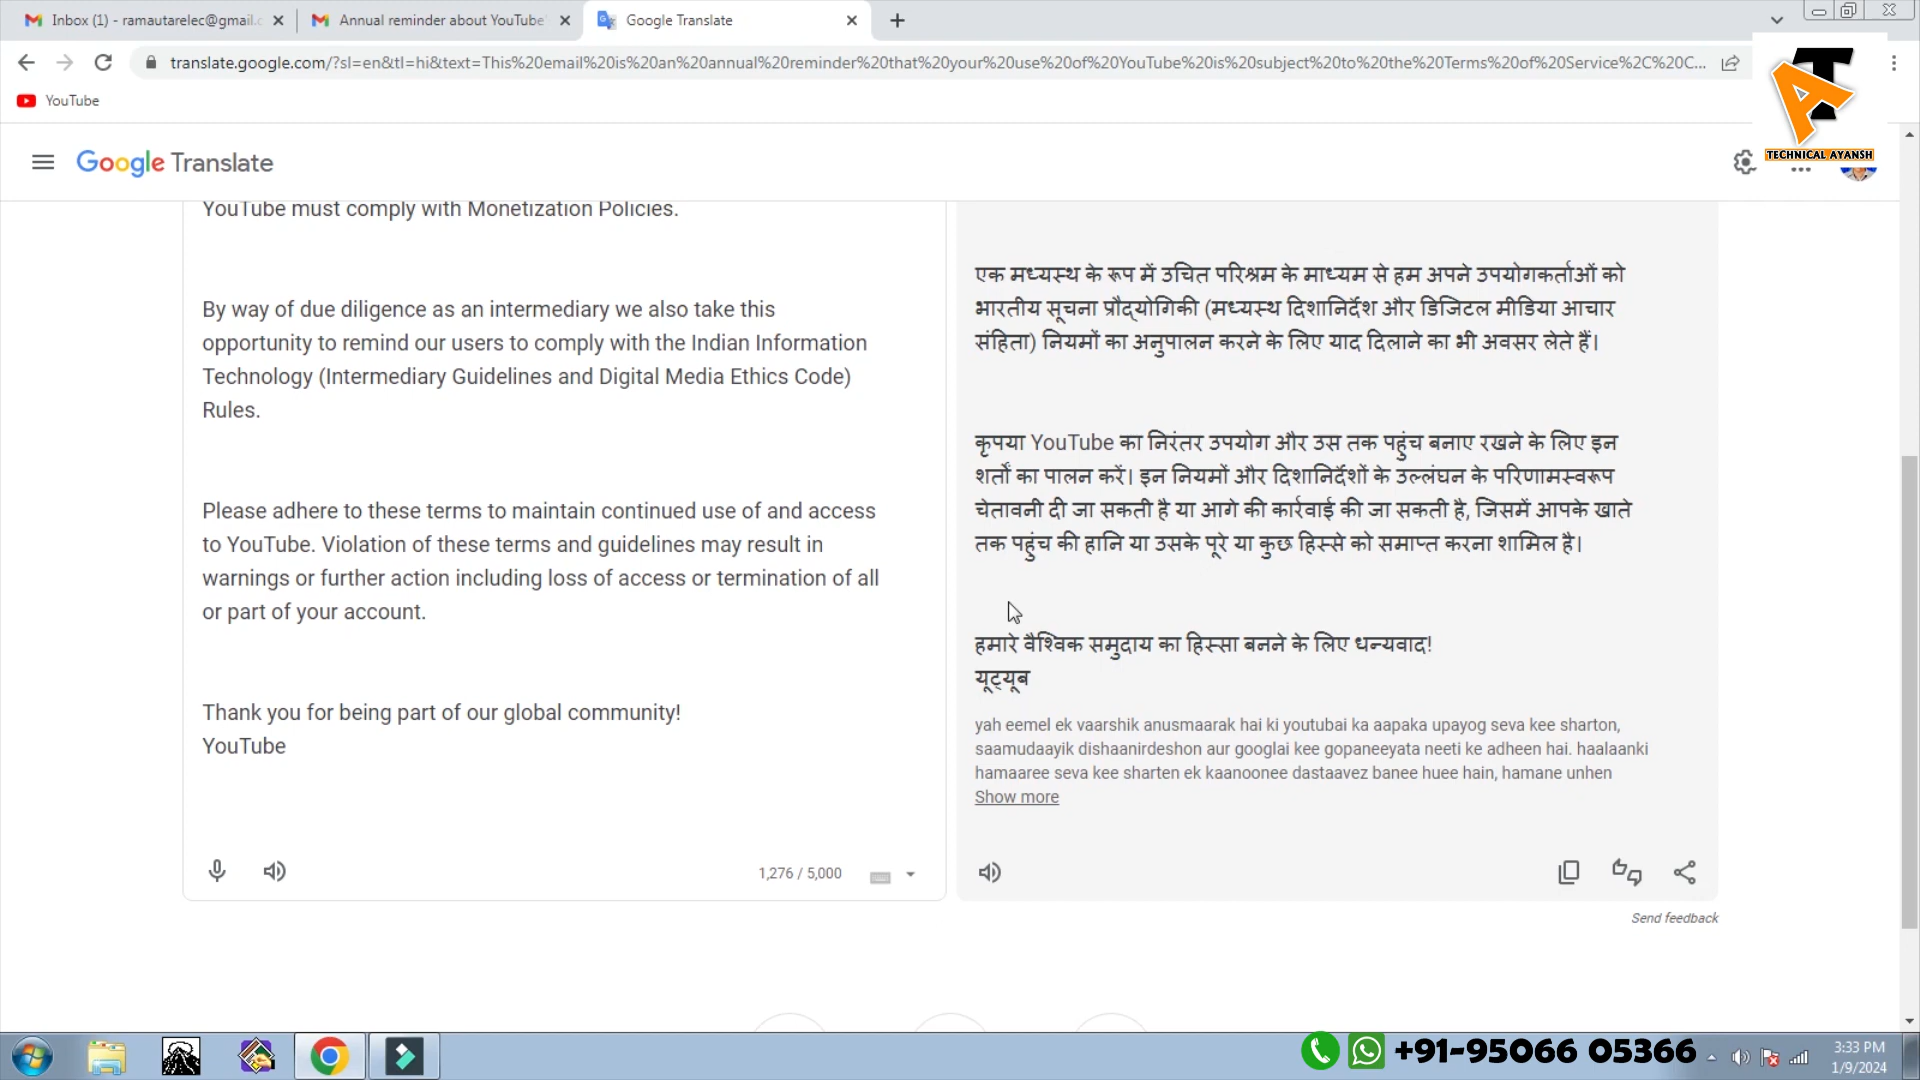 Inbox (1) - ramautarelec@gmail.c
Annual reminder about YouTube'
Google Translate
translate.google.com/?sl=en&tl=hi&text=This%20email%20is%20an%20annual%20reminder%20that%20your%20use%20of%20YouTube%20is%20subject%20to%20the%20Terms%20of%20Service%2C%20C...
YouTube
TECHNICAL AYANSH
Google Translate
YouTube must comply with Monetization Policies.
By way of due diligence as an intermediary we also take this
opportunity to remind our users to comply with the Indian Information
Technology (Intermediary Guidelines and Digital Media Ethics Code)
Rules.
Please adhere to these terms to maintain continued use of and access
to YouTube. Violation of these terms and guidelines may result in
warnings or further action including loss of access or termination of all
or part of your account.
Thank you for being part of our global community!
YouTube
1,276 / 5,000
एक मध्यस्थ के रूप में उचित परिश्रम के माध्यम से हम अपने उपयोगकर्ताओं को
भारतीय सूचना प्रौद्योगिकी (मध्यस्थ दिशानिर्देश और डिजिटल मीडिया आचार
संहिता) नियमों का अनुपालन करने के लिए याद दिलाने का भी अवसर लेते हैं।
कृपया YouTube का निरंतर उपयोग और उस तक पहुंच बनाए रखने के लिए इन
शर्तों का पालन करें। इन नियमों और दिशानिर्देशों के उल्लंघन के परिणामस्वरूप
चेतावनी दी जा सकती है या आगे की कार्रवाई की जा सकती है, जिसमें आपके खाते
तक पहुंच की हानि या उसके पूरे या कुछ हिस्से को समाप्त करना शामिल है।
हमारे वैश्विक समुदाय का हिस्सा बनने के लिए धन्यवाद!
यूट्यूब
yah eemel ek vaarshik anusmaarak hai ki youtubai ka aapaka upayog seva kee sharton,
saamudaayik dishaanirdeshon aur googlai kee gopaneeyata neeti ke adheen hai. haalaanki
hamaaree seva kee sharten ek kaanoonee dastaavez banee huee hain, hamane unhen
Show more
Send feedback
+91-95066 05366
3:33 PM
1/9/2024